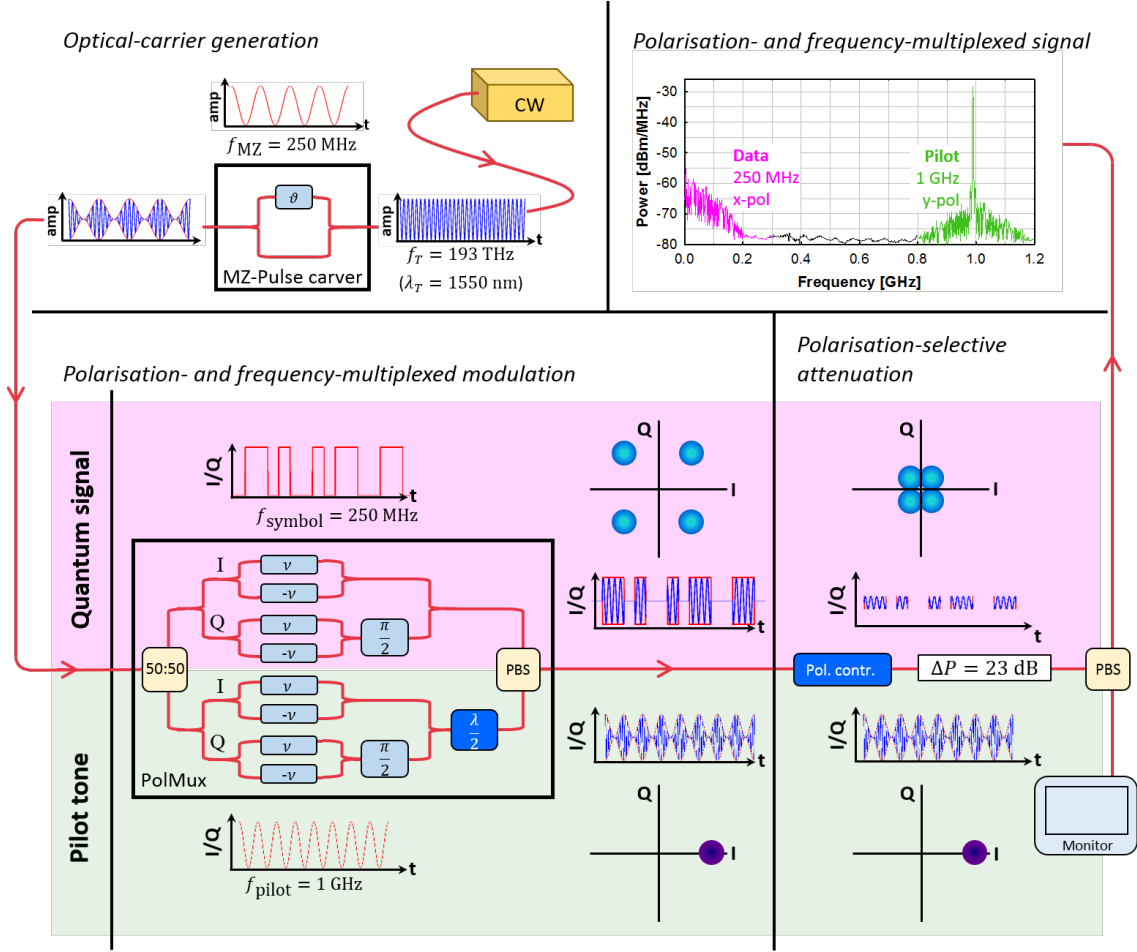 Optical-carrier generation
amp
t
f_MZ = 250 MHz
CW
amp
ϑ
MZ-Pulse carver
amp
t
f_T = 193 THz
(λ_T = 1550 nm)
Polarisation- and frequency-multiplexed signal
Power [dBm/MHz]
-30
-40
-50
-60
-70
-80
Data
250 MHz
x-pol
Pilot
1 GHz
y-pol
0.0 0.2 0.4 0.6 0.8 1.0 1.2
Frequency [GHz]
Polarisation- and frequency-multiplexed modulation
Quantum signal
I/Q
t
f_symbol = 250 MHz
Q
I
I/Q
t
50:50
I
ν
-ν
Q
ν
-ν
π/2
PBS
I
ν
-ν
Q
ν
-ν
π/2
λ/2
PolMux
Pilot tone
I/Q
t
f_pilot = 1 GHz
I/Q
t
Q
I
Polarisation-selective
attenuation
Q
I
I/Q
t
Pol. contr.
ΔP = 23 dB
PBS
I/Q
t
Q
I
Monitor